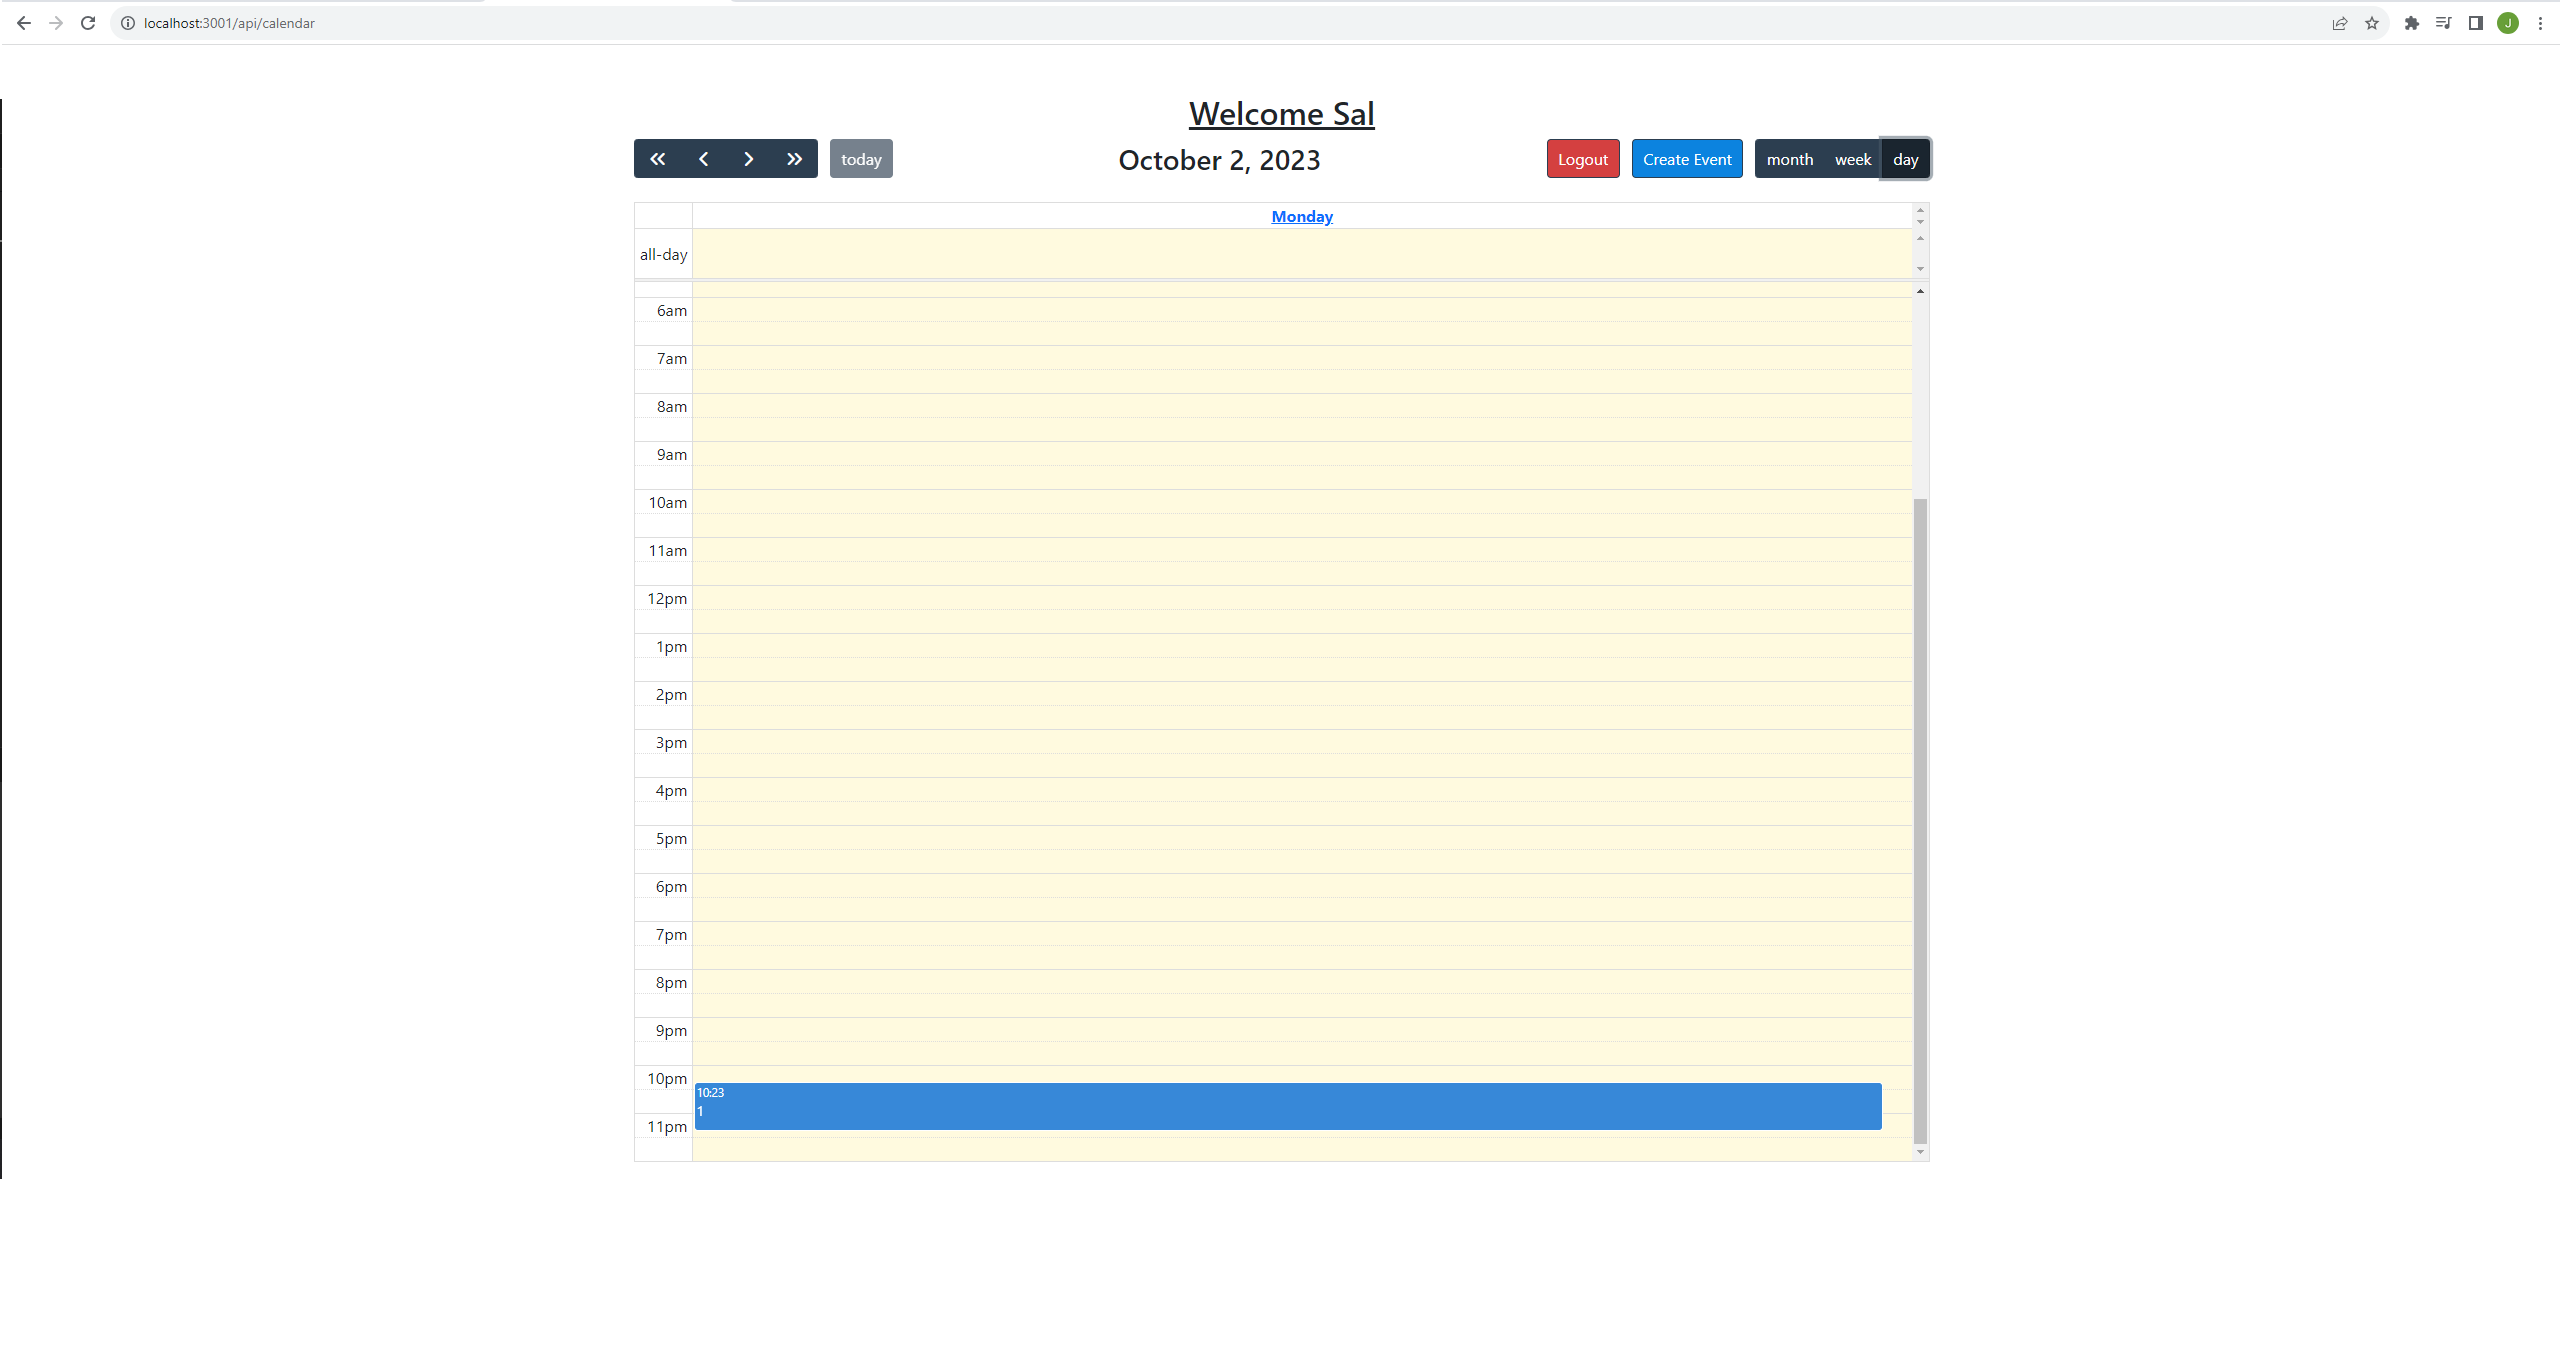 localhost:3001/api/calendar
J
Welcome Sal
today
October 2, 2023
Logout
Create Event
month
week
day
Monday
all-day
6am
7am
8am
9am
10am
11am
12pm
1pm
2pm
3pm
4pm
5pm
6pm
7pm
8pm
9pm
10pm
10:23
1
11pm